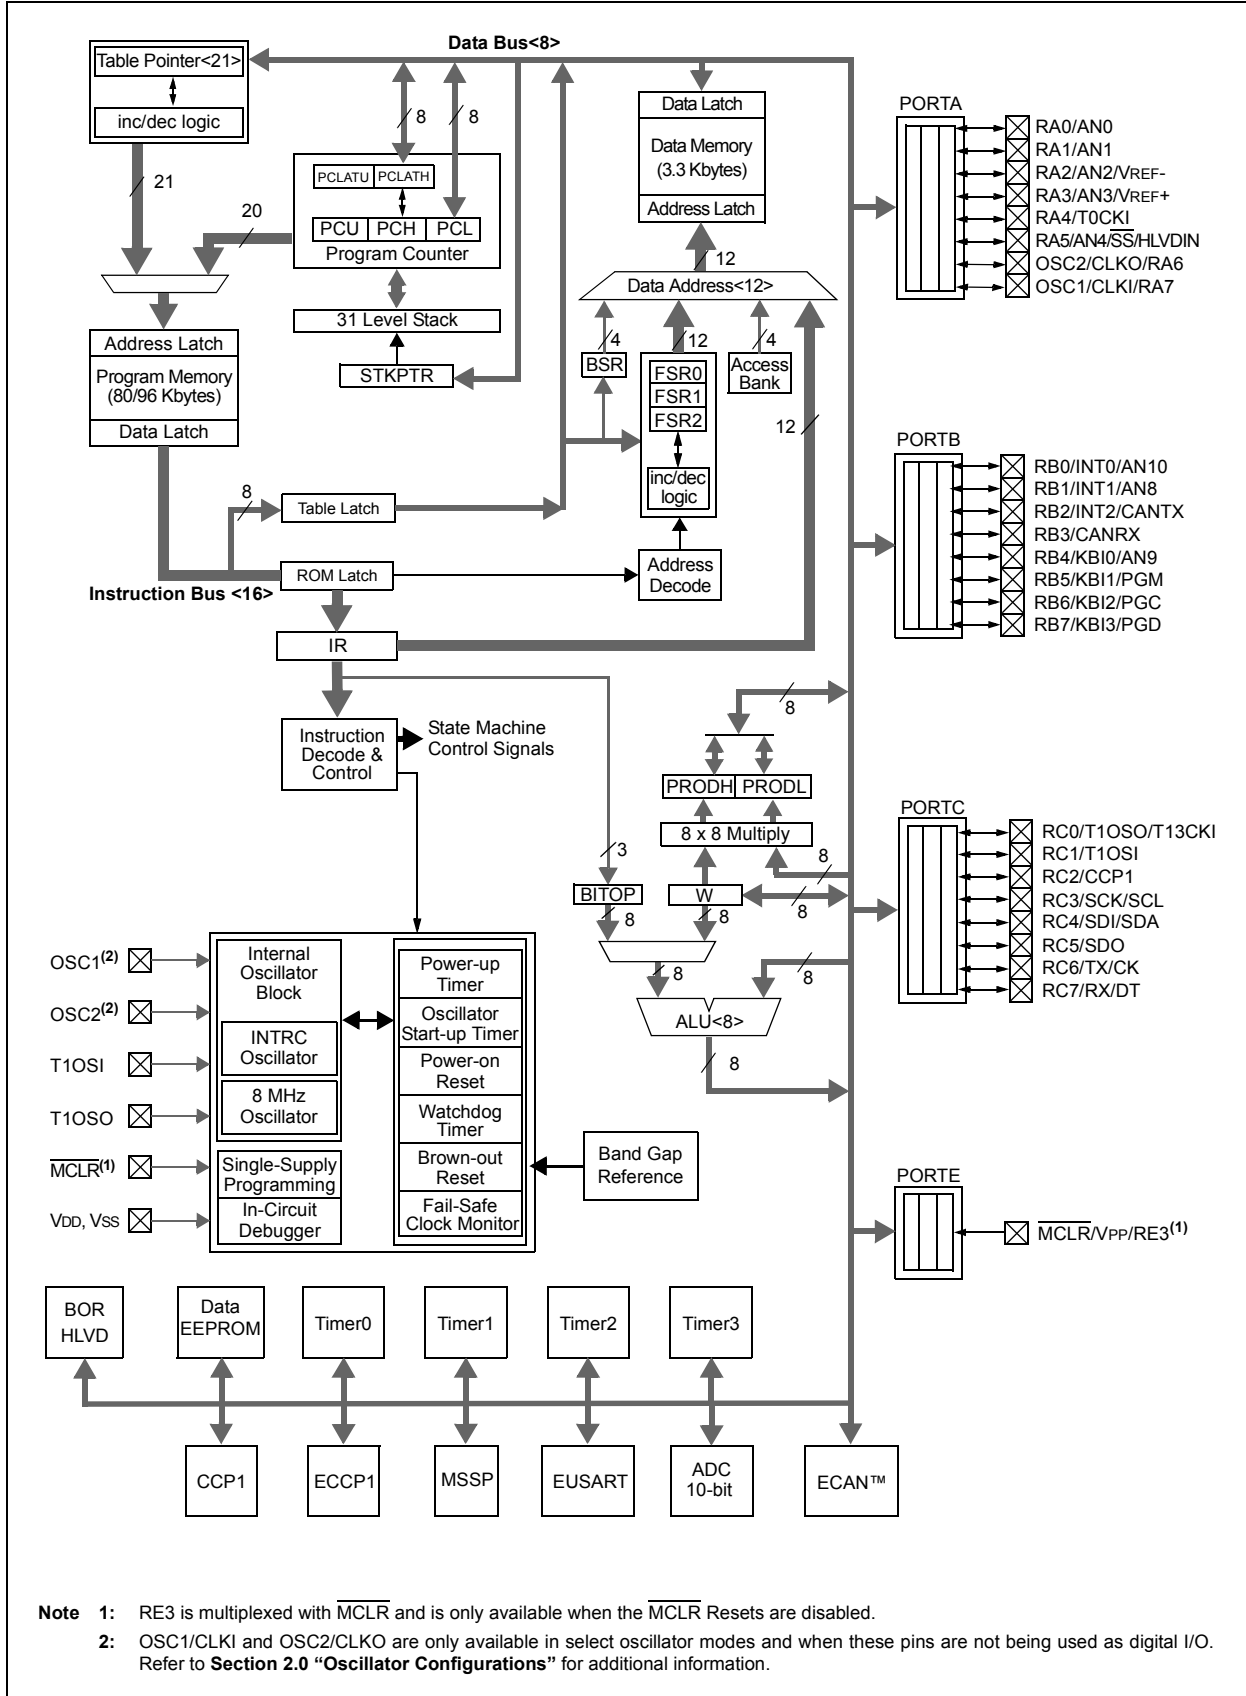 Data Bus<8>
Table Pointer<21>
inc/dec logic
21
20
8
8
PCLATU PCLATH
PCU PCH PCL
Program Counter
31 Level Stack
STKPTR
Address Latch
Program Memory
(80/96 Kbytes)
Data Latch
Data Latch
Data Memory
(3.3 Kbytes)
Address Latch
12
Data Address<12>
4
12
4
BSR
FSR0
FSR1
FSR2
inc/dec
logic
Access
Bank
12
8
Table Latch
ROM Latch
Instruction Bus <16>
Address
Decode
IR
Instruction
Decode &
Control
State Machine
Control Signals
8
PRODH PRODL
8 x 8 Multiply
3
8
BITOP
W
8
8
8
8
8
ALU<8>
8
PORTA
RA0/AN0
RA1/AN1
RA2/AN2/VREF-
RA3/AN3/VREF+
RA4/T0CKI
RA5/AN4/SS/HLVDIN
OSC2/CLKO/RA6
OSC1/CLKI/RA7
PORTB
RB0/INT0/AN10
RB1/INT1/AN8
RB2/INT2/CANTX
RB3/CANRX
RB4/KBI0/AN9
RB5/KBI1/PGM
RB6/KBI2/PGC
RB7/KBI3/PGD
PORTC
RC0/T1OSO/T13CKI
RC1/T1OSI
RC2/CCP1
RC3/SCK/SCL
RC4/SDI/SDA
RC5/SDO
RC6/TX/CK
RC7/RX/DT
PORTE
MCLR/VPP/RE3(1)
OSC1(2)
OSC2(2)
T1OSI
T1OSO
MCLR(1)
VDD, VSS
Internal
Oscillator
Block
INTRC
Oscillator
8 MHz
Oscillator
Single-Supply
Programming
In-Circuit
Debugger
Power-up
Timer
Oscillator
Start-up Timer
Power-on
Reset
Watchdog
Timer
Brown-out
Reset
Fail-Safe
Clock Monitor
Band Gap
Reference
BOR
HLVD
Data
EEPROM
Timer0
Timer1
Timer2
Timer3
CCP1
ECCP1
MSSP
EUSART
ADC
10-bit
ECAN™
Note 1: RE3 is multiplexed with MCLR and is only available when the MCLR Resets are disabled.
2: OSC1/CLKI and OSC2/CLKO are only available in select oscillator modes and when these pins are not being used as digital I/O.
Refer to Section 2.0 “Oscillator Configurations” for additional information.